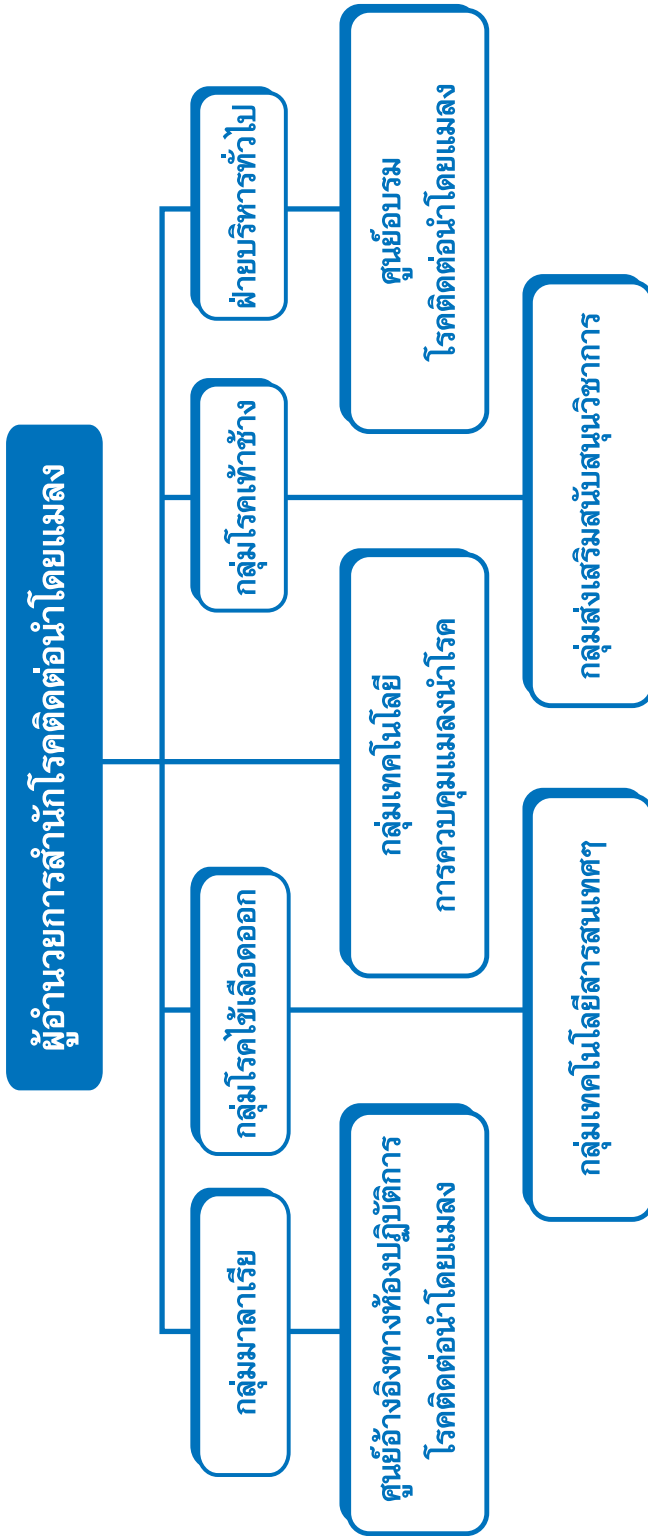 ผู้อำนวยการสำนักโรคติดต่อนำโดยแมลง
กลุ่มมาลาเรีย
กลุ่มโรคไข้เลือดออก
กลุ่มโรคเท้าช้าง
ฝ่ายบริหารทั่วไป
ศูนย์อ้างอิงทางห้องปฏิบัติการ
โรคติดต่อนำโดยแมลง
กลุ่มเทคโนโลยี
การควบคุมแมลงนำโรค
ศูนย์อบรม
โรคติดต่อนำโดยแมลง
กลุ่มเทคโนโลยีสารสนเทศฯ
กลุ่มส่งเสริมสนับสนุนวิชาการ